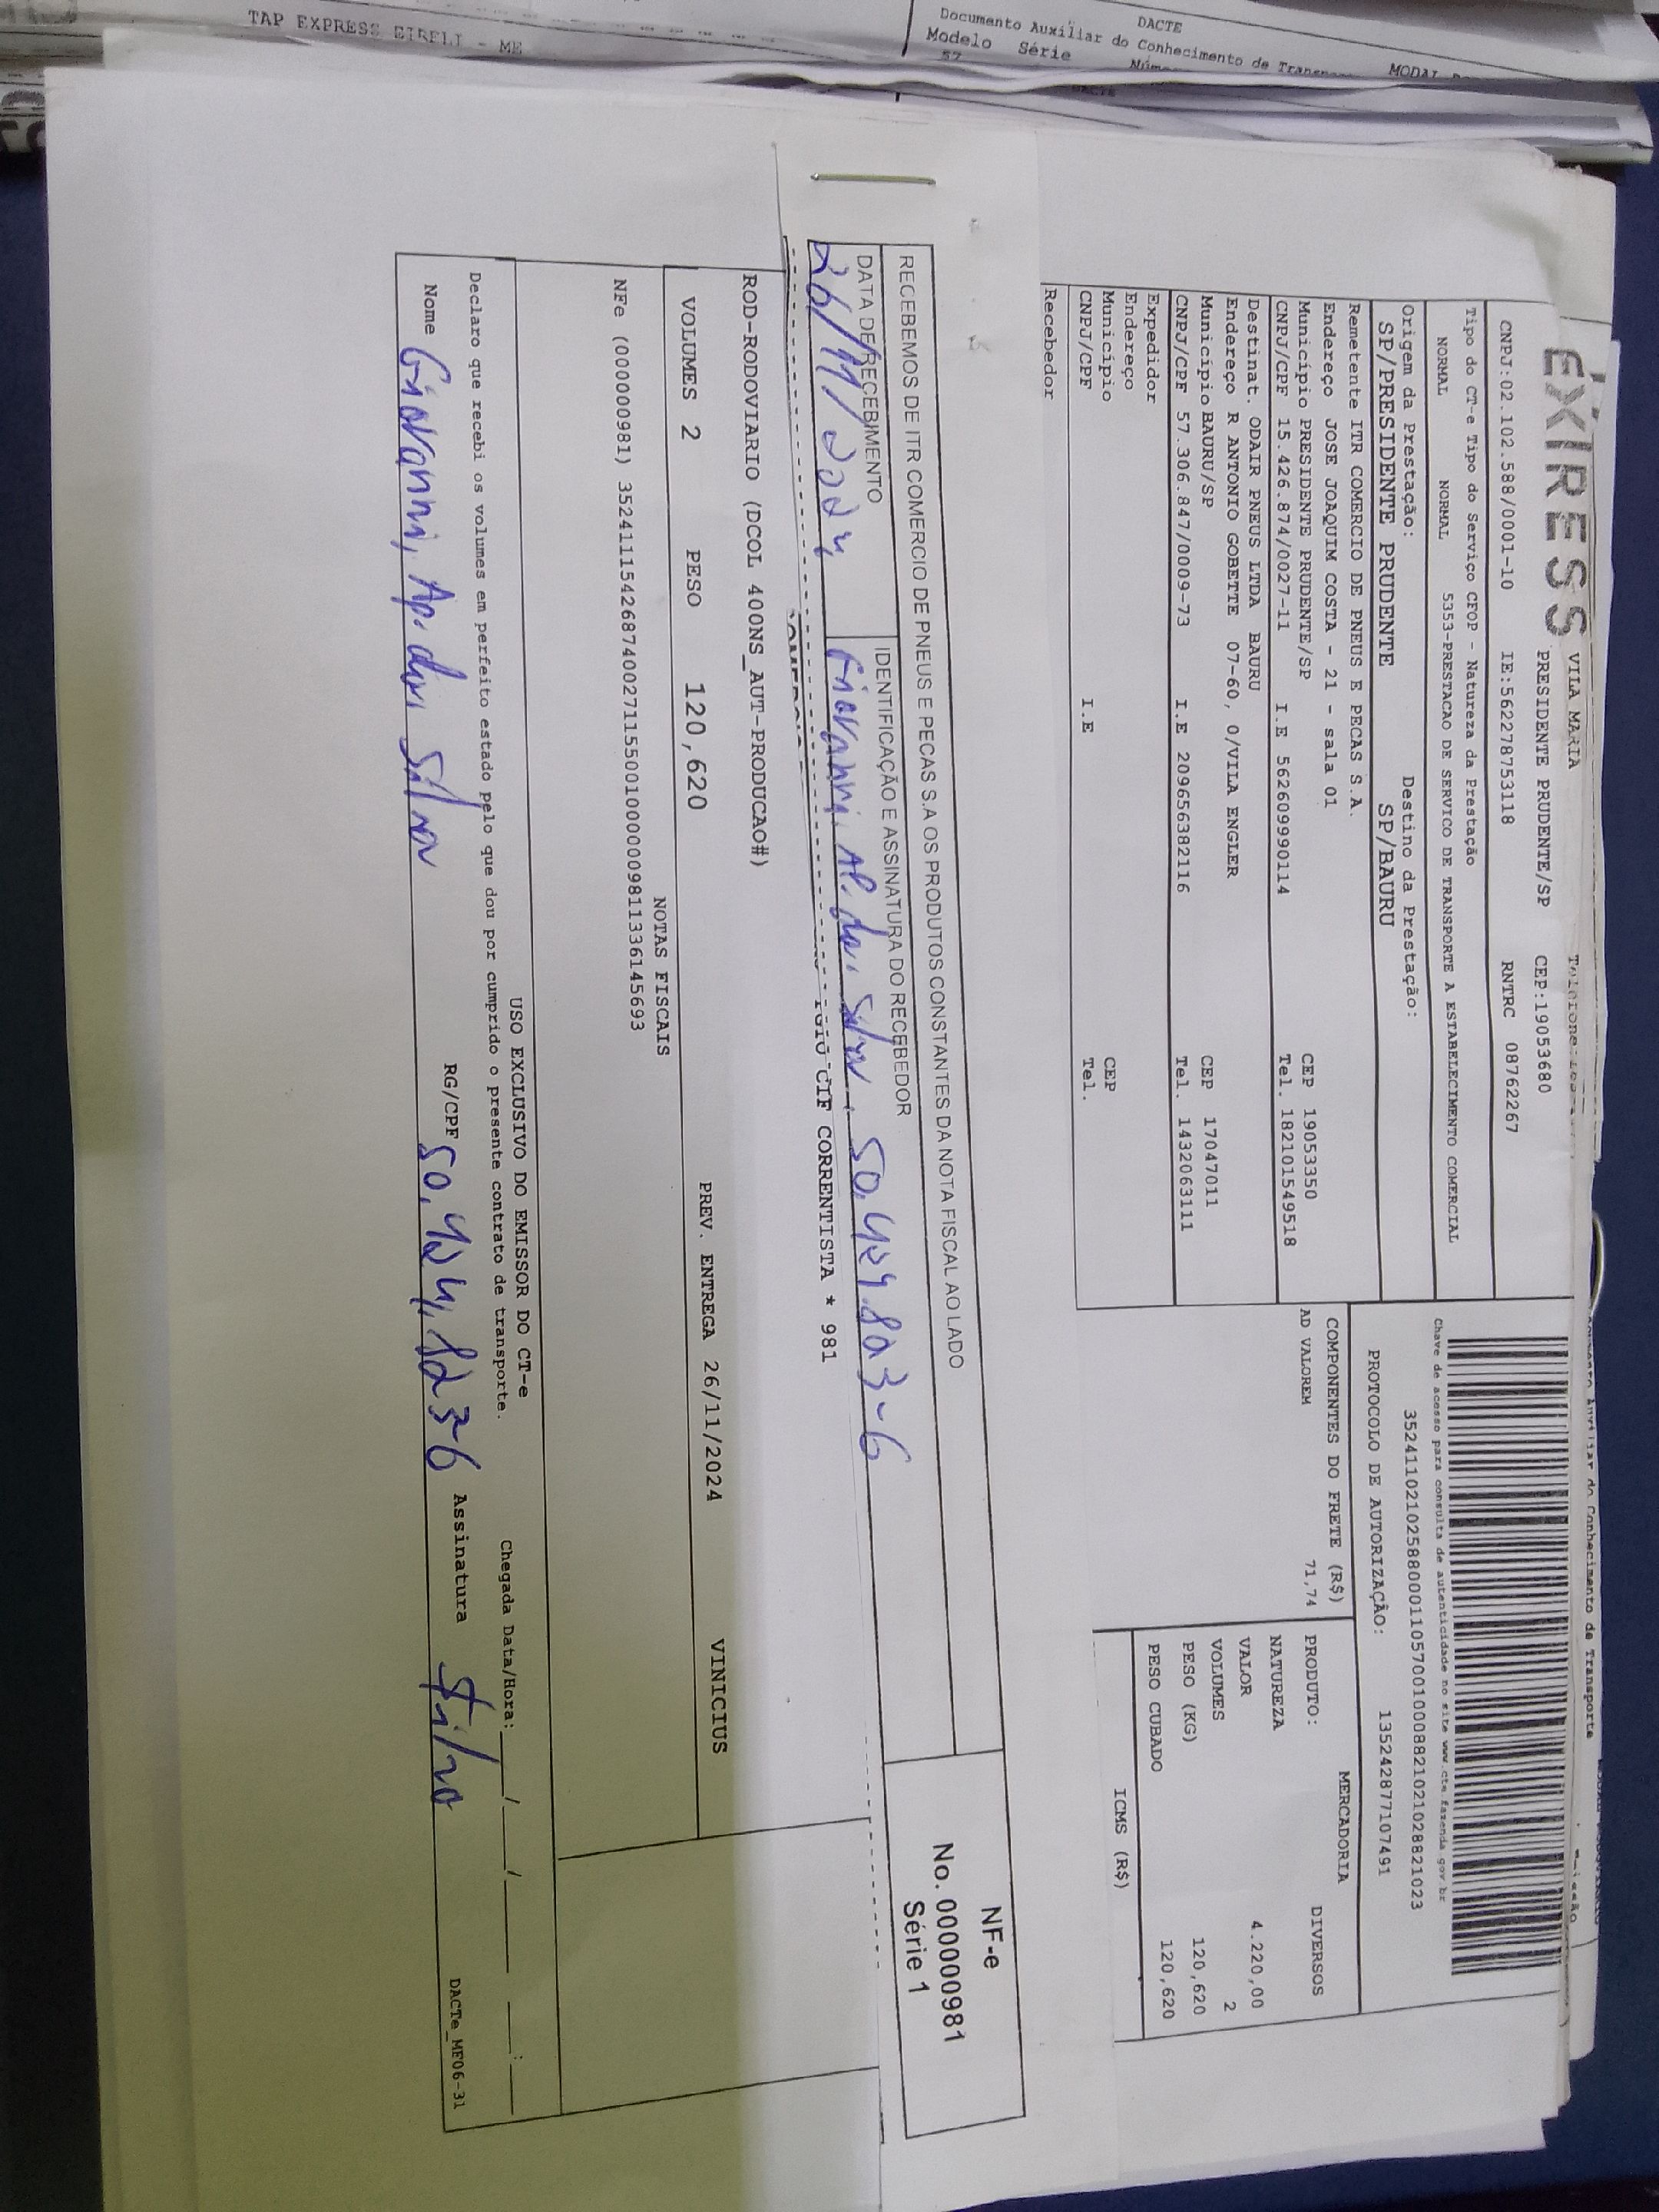 TAP EXPRESS EIRELI - ME
DACTE
Documento Auxiliar do Conhecimento de
Modelo Série
57
EXPRESS
VILA MARIA
PRESIDENTE PRUDENTE/SP CEP:19053680
CNPJ:02.102.588/0001-10 IE:562278753118 RNTRC 08762267
Tipo do CT-e Tipo do Serviço CFOP - Natureza da Prestação
NORMAL NORMAL 5353-PRESTACAO DE SERVICO DE TRANSPORTE A ESTABELECIMENTO COMERCIAL
Origem da Prestação: Destino da Prestação:
SP/PRESIDENTE PRUDENTE SP/BAURU
Remetente ITR COMERCIO DE PNEUS E PECAS S.A.
Endereço JOSE JOAQUIM COSTA - 21 - sala 01
Município PRESIDENTE PRUDENTE/SP CEP 19053350
CNPJ/CPF 15.426.874/0027-11 I.E 562609990114 Tel. 182101549518
Destinat. ODAIR PNEUS LTDA BAURU
Endereço R ANTONIO GOBETTE 07-60, 0/VILA ENGLER
Município BAURU/SP CEP 17047011
CNPJ/CPF 57.306.847/0009-73 I.E 209656382116 Tel. 1432063111
Expedidor
Endereço
Município CEP
CNPJ/CPF I.E Tel.
Recebedor
Auxiliar do Conhecimento de Transporte
Chave de acesso para consulta de autenticidade no site www.cte.fazenda.gov.br
35241102102588000110570010008821021028821023
PROTOCOLO DE AUTORIZAÇÃO: 135242877107491
COMPONENTES DO FRETE (R$)
AD VALOREM 71,74
MERCADORIA
PRODUTO: DIVERSOS
NATUREZA
VALOR 4.220,00
VOLUMES 2
PESO (KG) 120,620
PESO CUBADO 120,620
ICMS (R$)
RECEBEMOS DE ITR COMERCIO DE PNEUS E PECAS S.A OS PRODUTOS CONSTANTES DA NOTA FISCAL AO LADO
DATA DE RECEBIMENTO IDENTIFICAÇÃO E ASSINATURA DO RECEBEDOR
26/11/2024 Giovanni Ap. da Silva 50.424.823-6
NF-e
No. 000000981
Série 1
CIF CORRENTISTA * 981
ROD-RODOVIARIO (DCOL 400NS_AUT-PRODUCAO#)
VOLUMES 2 PESO 120,620 PREV. ENTREGA 26/11/2024 VINICIUS
NOTAS FISCAIS
NFe (000000981) 35241115426874002711550010000009811336145693
USO EXCLUSIVO DO EMISSOR DO CT-e
Declaro que recebi os volumes em perfeito estado pelo que dou por cumprido o presente contrato de transporte. Chegada Data/Hora: ___/___/_____ ___:___
Nome Giovanni Ap. da Silva RG/CPF 50.424.823-6 Assinatura Silva
DACTe_MF06-31